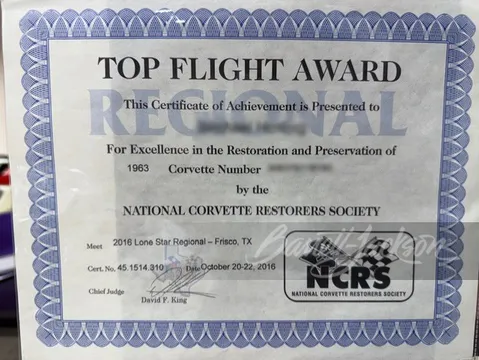 TOP FLIGHT AWARD
This Certificate of Achievement is Presented to
REGIONAL
For Excellence in the Restoration and Preservation of
1963 Corvette Number
by the
NATIONAL CORVETTE RESTORERS SOCIETY
Meet 2016 Lone Star Regional – Frisco, TX
Cert. No. 45.1514.310 Date October 20-22, 2016
Chief Judge
David F. King
NCRS
NATIONAL CORVETTE RESTORERS SOCIETY
Barrett-Jackson